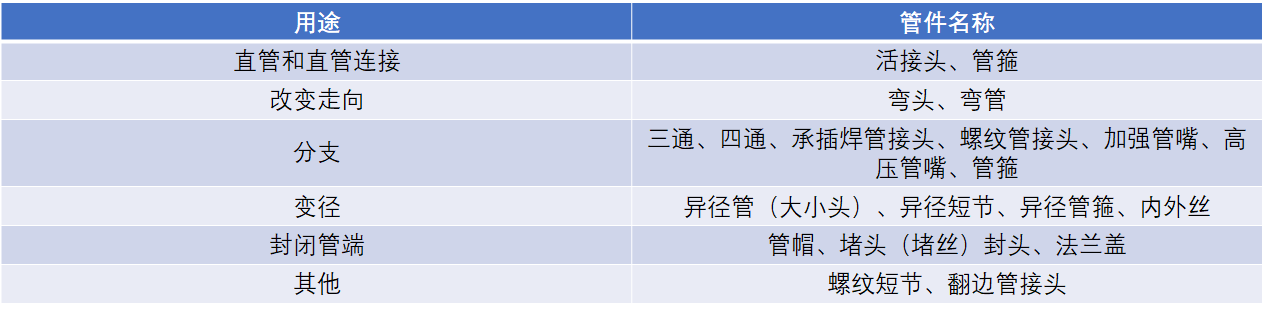 用途 管件名称
直管和直管连接 活接头、管箍
改变走向 弯头、弯管
分支 三通、四通、承插焊管接头、螺纹管接头、加强管嘴、高
压管嘴、管箍
变径 异径管（大小头）、异径短节、异径管箍、内外丝
封闭管端 管帽、堵头（堵丝）封头、法兰盖
其他 螺纹短节、翻边管接头